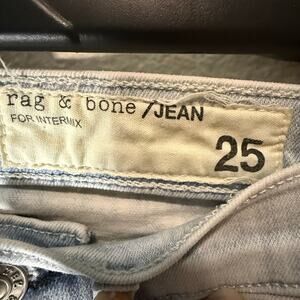 rag & bone/JEAN
FOR INTERMIX
25